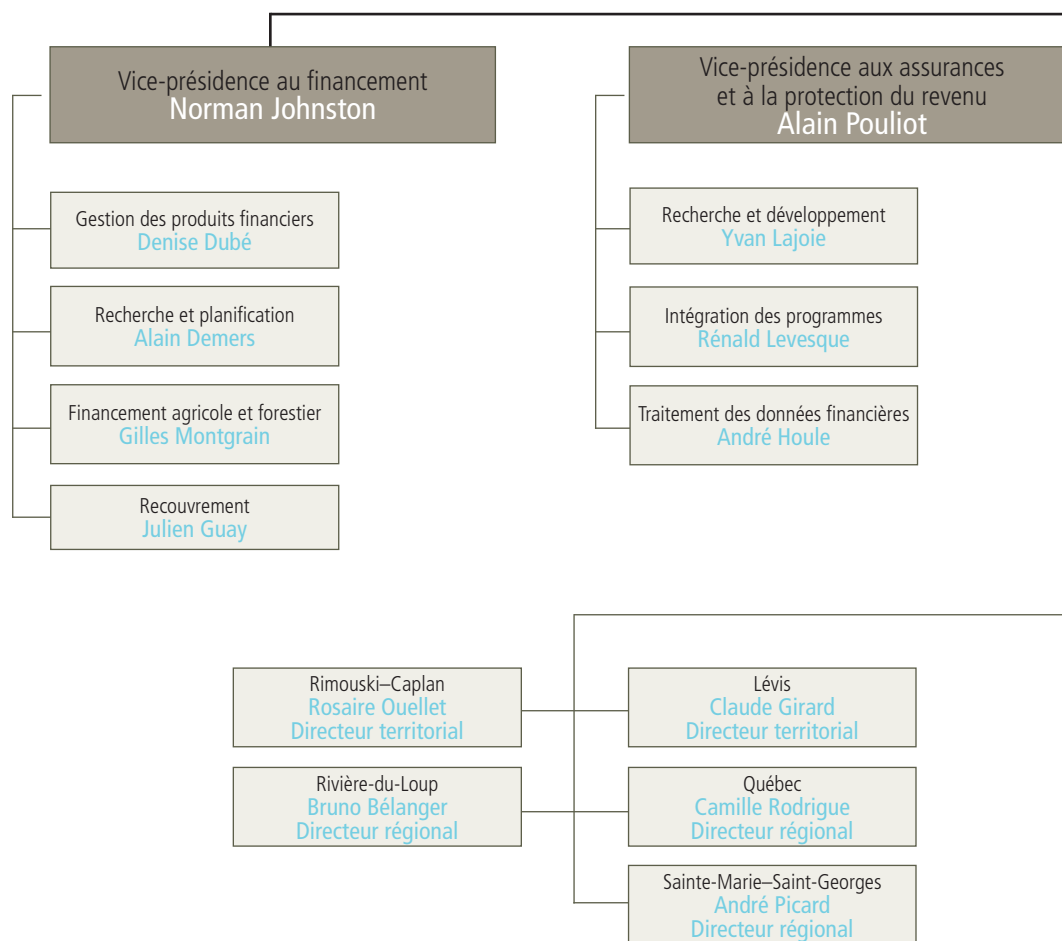 Vice-présidence au financement
Norman Johnston
Gestion des produits financiers
Denise Dubé
Recherche et planification
Alain Demers
Financement agricole et forestier
Gilles Montgrain
Recouvrement
Julien Guay
Vice-présidence aux assurances
et à la protection du revenu
Alain Pouliot
Recherche et développement
Yvan Lajoie
Intégration des programmes
Rénald Levesque
Traitement des données financières
André Houle
Rimouski–Caplan
Rosaire Ouellet
Directeur territorial
Rivière-du-Loup
Bruno Bélanger
Directeur régional
Lévis
Claude Girard
Directeur territorial
Québec
Camille Rodrigue
Directeur régional
Sainte-Marie–Saint-Georges
André Picard
Directeur régional